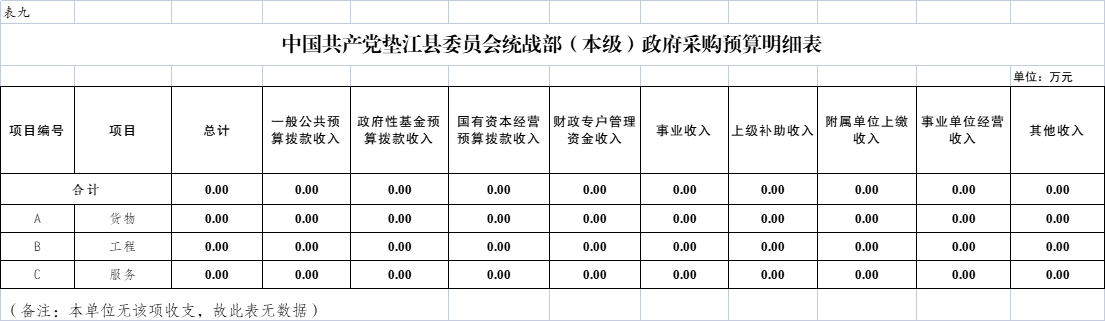 表九
中国共产党垫江县委员会统战部（本级）政府采购预算明细表
单位：万元
项目编号 项目 总计 一般公共预算拨款收入 政府性基金预算拨款收入 国有资本经营预算拨款收入 财政专户管理资金收入 事业收入 上级补助收入 附属单位上缴收入 事业单位经营收入 其他收入
合计 0.00 0.00 0.00 0.00 0.00 0.00 0.00 0.00 0.00 0.00
A 货物 0.00 0.00 0.00 0.00 0.00 0.00 0.00 0.00 0.00 0.00
B 工程 0.00 0.00 0.00 0.00 0.00 0.00 0.00 0.00 0.00 0.00
C 服务 0.00 0.00 0.00 0.00 0.00 0.00 0.00 0.00 0.00 0.00
（备注：本单位无该项收支，故此表无数据）